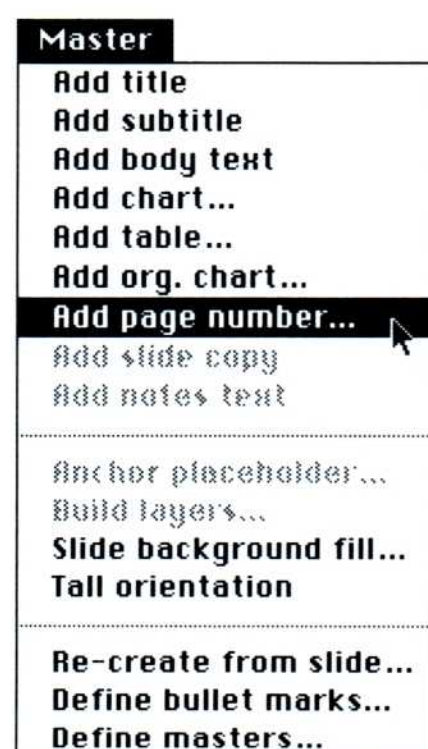 Master
Add title
Add subtitle
Add body text
Add chart...
Add table...
Add org. chart...
Add page number...
Add slide copy
Add notes text
Anchor placeholder...
Build layers...
Slide background fill...
Tall orientation
Re-create from slide...
Define bullet marks...
Define masters...